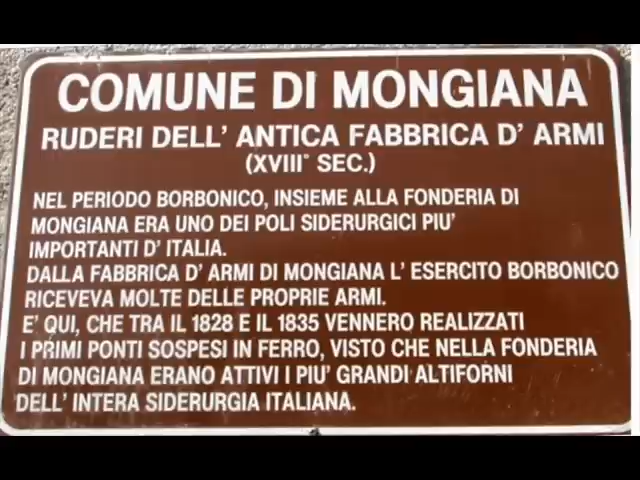 COMUNE DI MONGIANA
RUDERI DELL' ANTICA FABBRICA D' ARMI
(XVIII° SEC.)
NEL PERIODO BORBONICO, INSIEME ALLA FONDERIA DI
MONGIANA ERA UNO DEI POLI SIDERURGICI PIU'
IMPORTANTI D' ITALIA.
DALLA FABBRICA D' ARMI DI MONGIANA L' ESERCITO BORBONICO
RICEVEVA MOLTE DELLE PROPRIE ARMI.
E' QUI, CHE TRA IL 1828 E IL 1835 VENNERO REALIZZATI
I PRIMI PONTI SOSPESI IN FERRO, VISTO CHE NELLA FONDERIA
DI MONGIANA ERANO ATTIVI I PIU' GRANDI ALTIFORNI
DELL' INTERA SIDERURGIA ITALIANA.